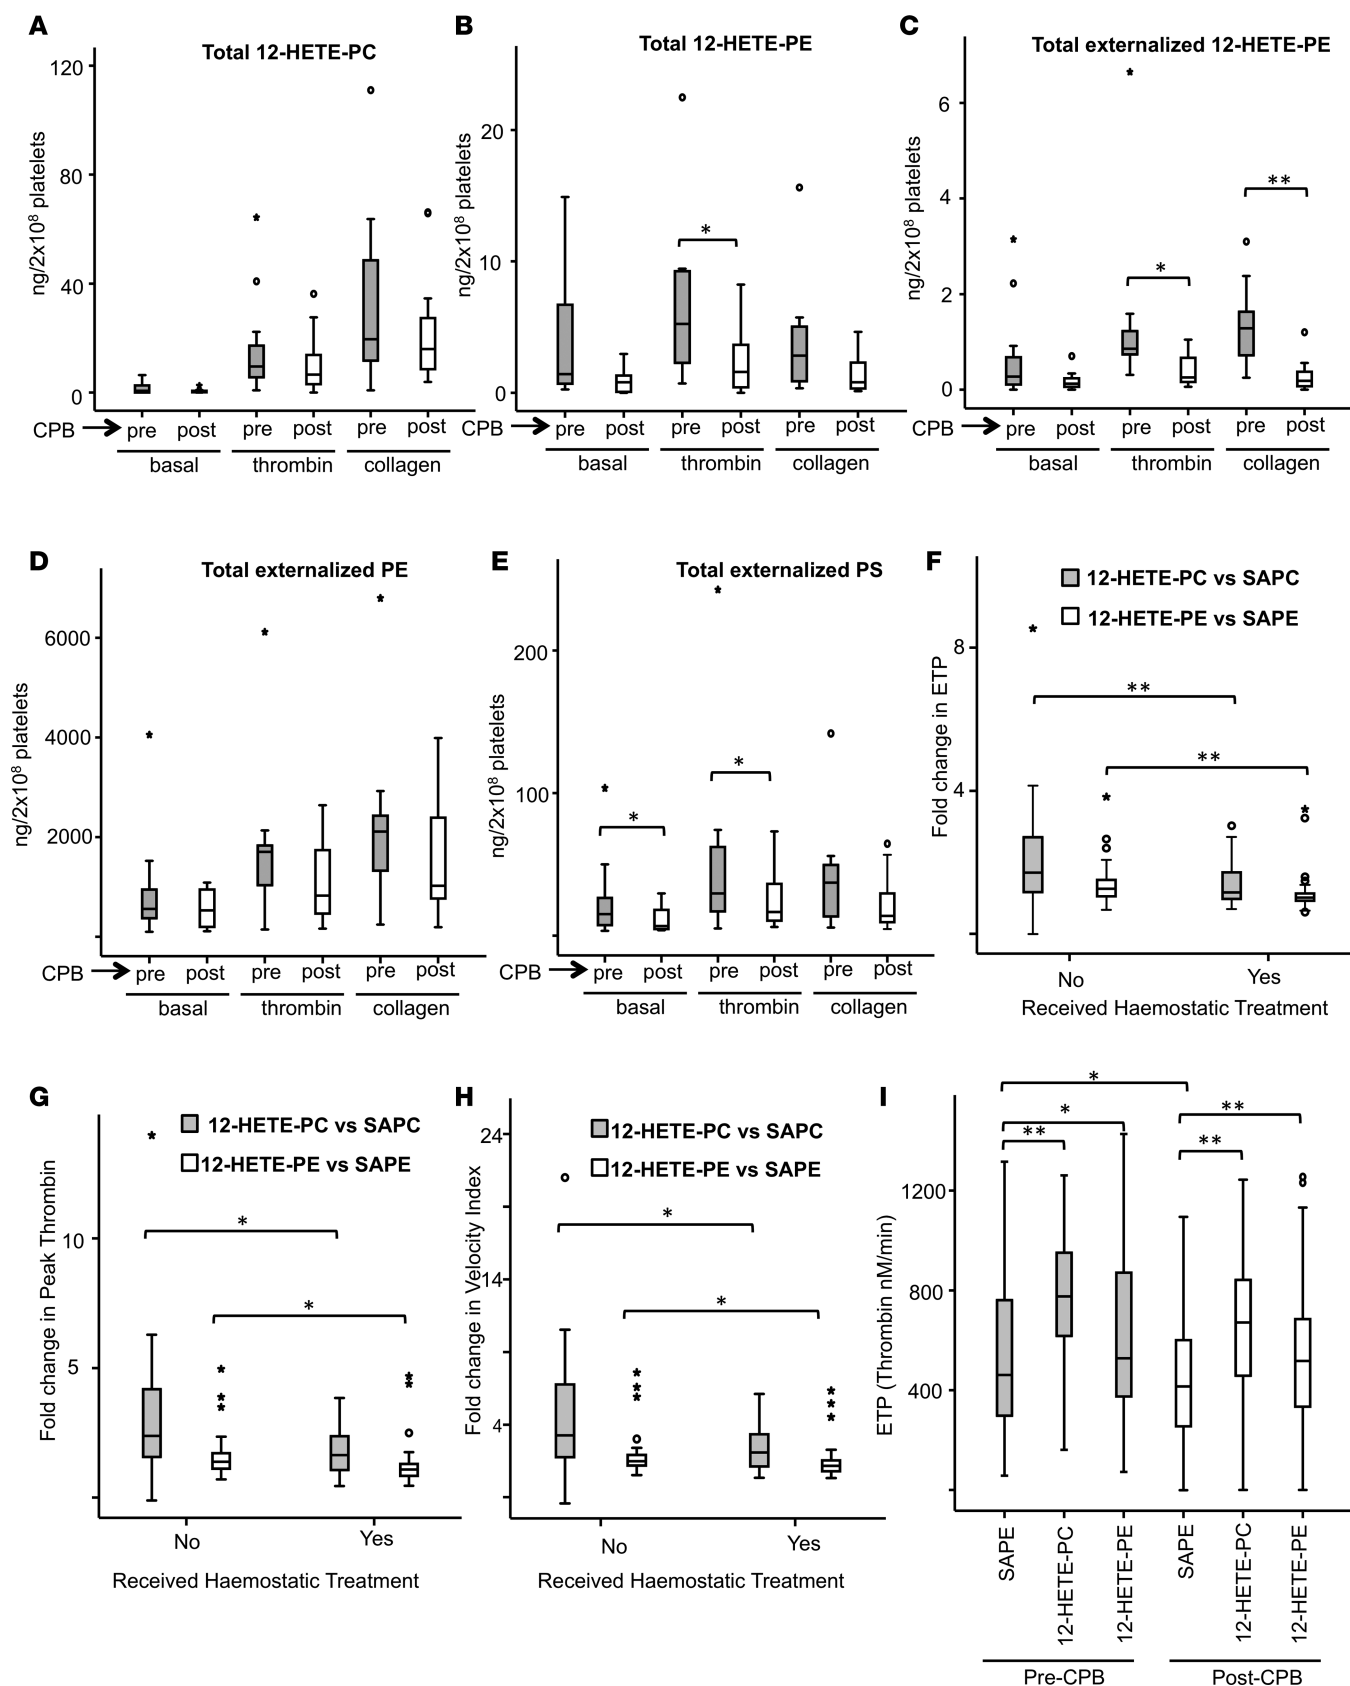 A
Total 12-HETE-PC
ng/2x10⁸ platelets
120
80
40
0
CPB
pre post pre post pre post
basal thrombin collagen
B
Total 12-HETE-PE
ng/2x10⁸ platelets
20
10
0
*
CPB
pre post pre post pre post
basal thrombin collagen
C
Total externalized 12-HETE-PE
ng/2x10⁸ platelets
6
4
2
0
*
**
CPB
pre post pre post pre post
basal thrombin collagen
D
Total externalized PE
ng/2x10⁸ platelets
6000
4000
2000
CPB
pre post pre post pre post
basal thrombin collagen
E
Total externalized PS
ng/2x10⁸ platelets
200
100
*
*
CPB
pre post pre post pre post
basal thrombin collagen
F
12-HETE-PC vs SAPC
12-HETE-PE vs SAPE
Fold change in ETP
8
4
**
**
No Yes
Received Haemostatic Treatment
G
12-HETE-PC vs SAPC
12-HETE-PE vs SAPE
Fold change in Peak Thrombin
10
5
*
*
No Yes
Received Haemostatic Treatment
H
12-HETE-PC vs SAPC
12-HETE-PE vs SAPE
Fold change in Velocity Index
24
14
4
*
*
No Yes
Received Haemostatic Treatment
I
ETP (Thrombin nM/min)
1200
800
400
*
*
**
**
**
SAPE
12-HETE-PC
12-HETE-PE
SAPE
12-HETE-PC
12-HETE-PE
Pre-CPB Post-CPB